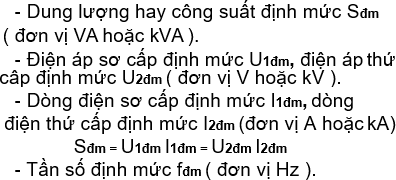 - Dung lượng hay công suất định mức Sđm
( đơn vị VA hoặc kVA ).
- Điện áp sơ cấp định mức U1đm, điện áp thứ
cấp định mức U2đm ( đơn vị V hoặc kV ).
- Dòng điện sơ cấp định mức I1đm, dòng
điện thứ cấp định mức I2đm (đơn vị A hoặc kA)
Sđm = U1đm I1đm = U2đm I2đm
- Tần số định mức fđm ( đơn vị Hz ).